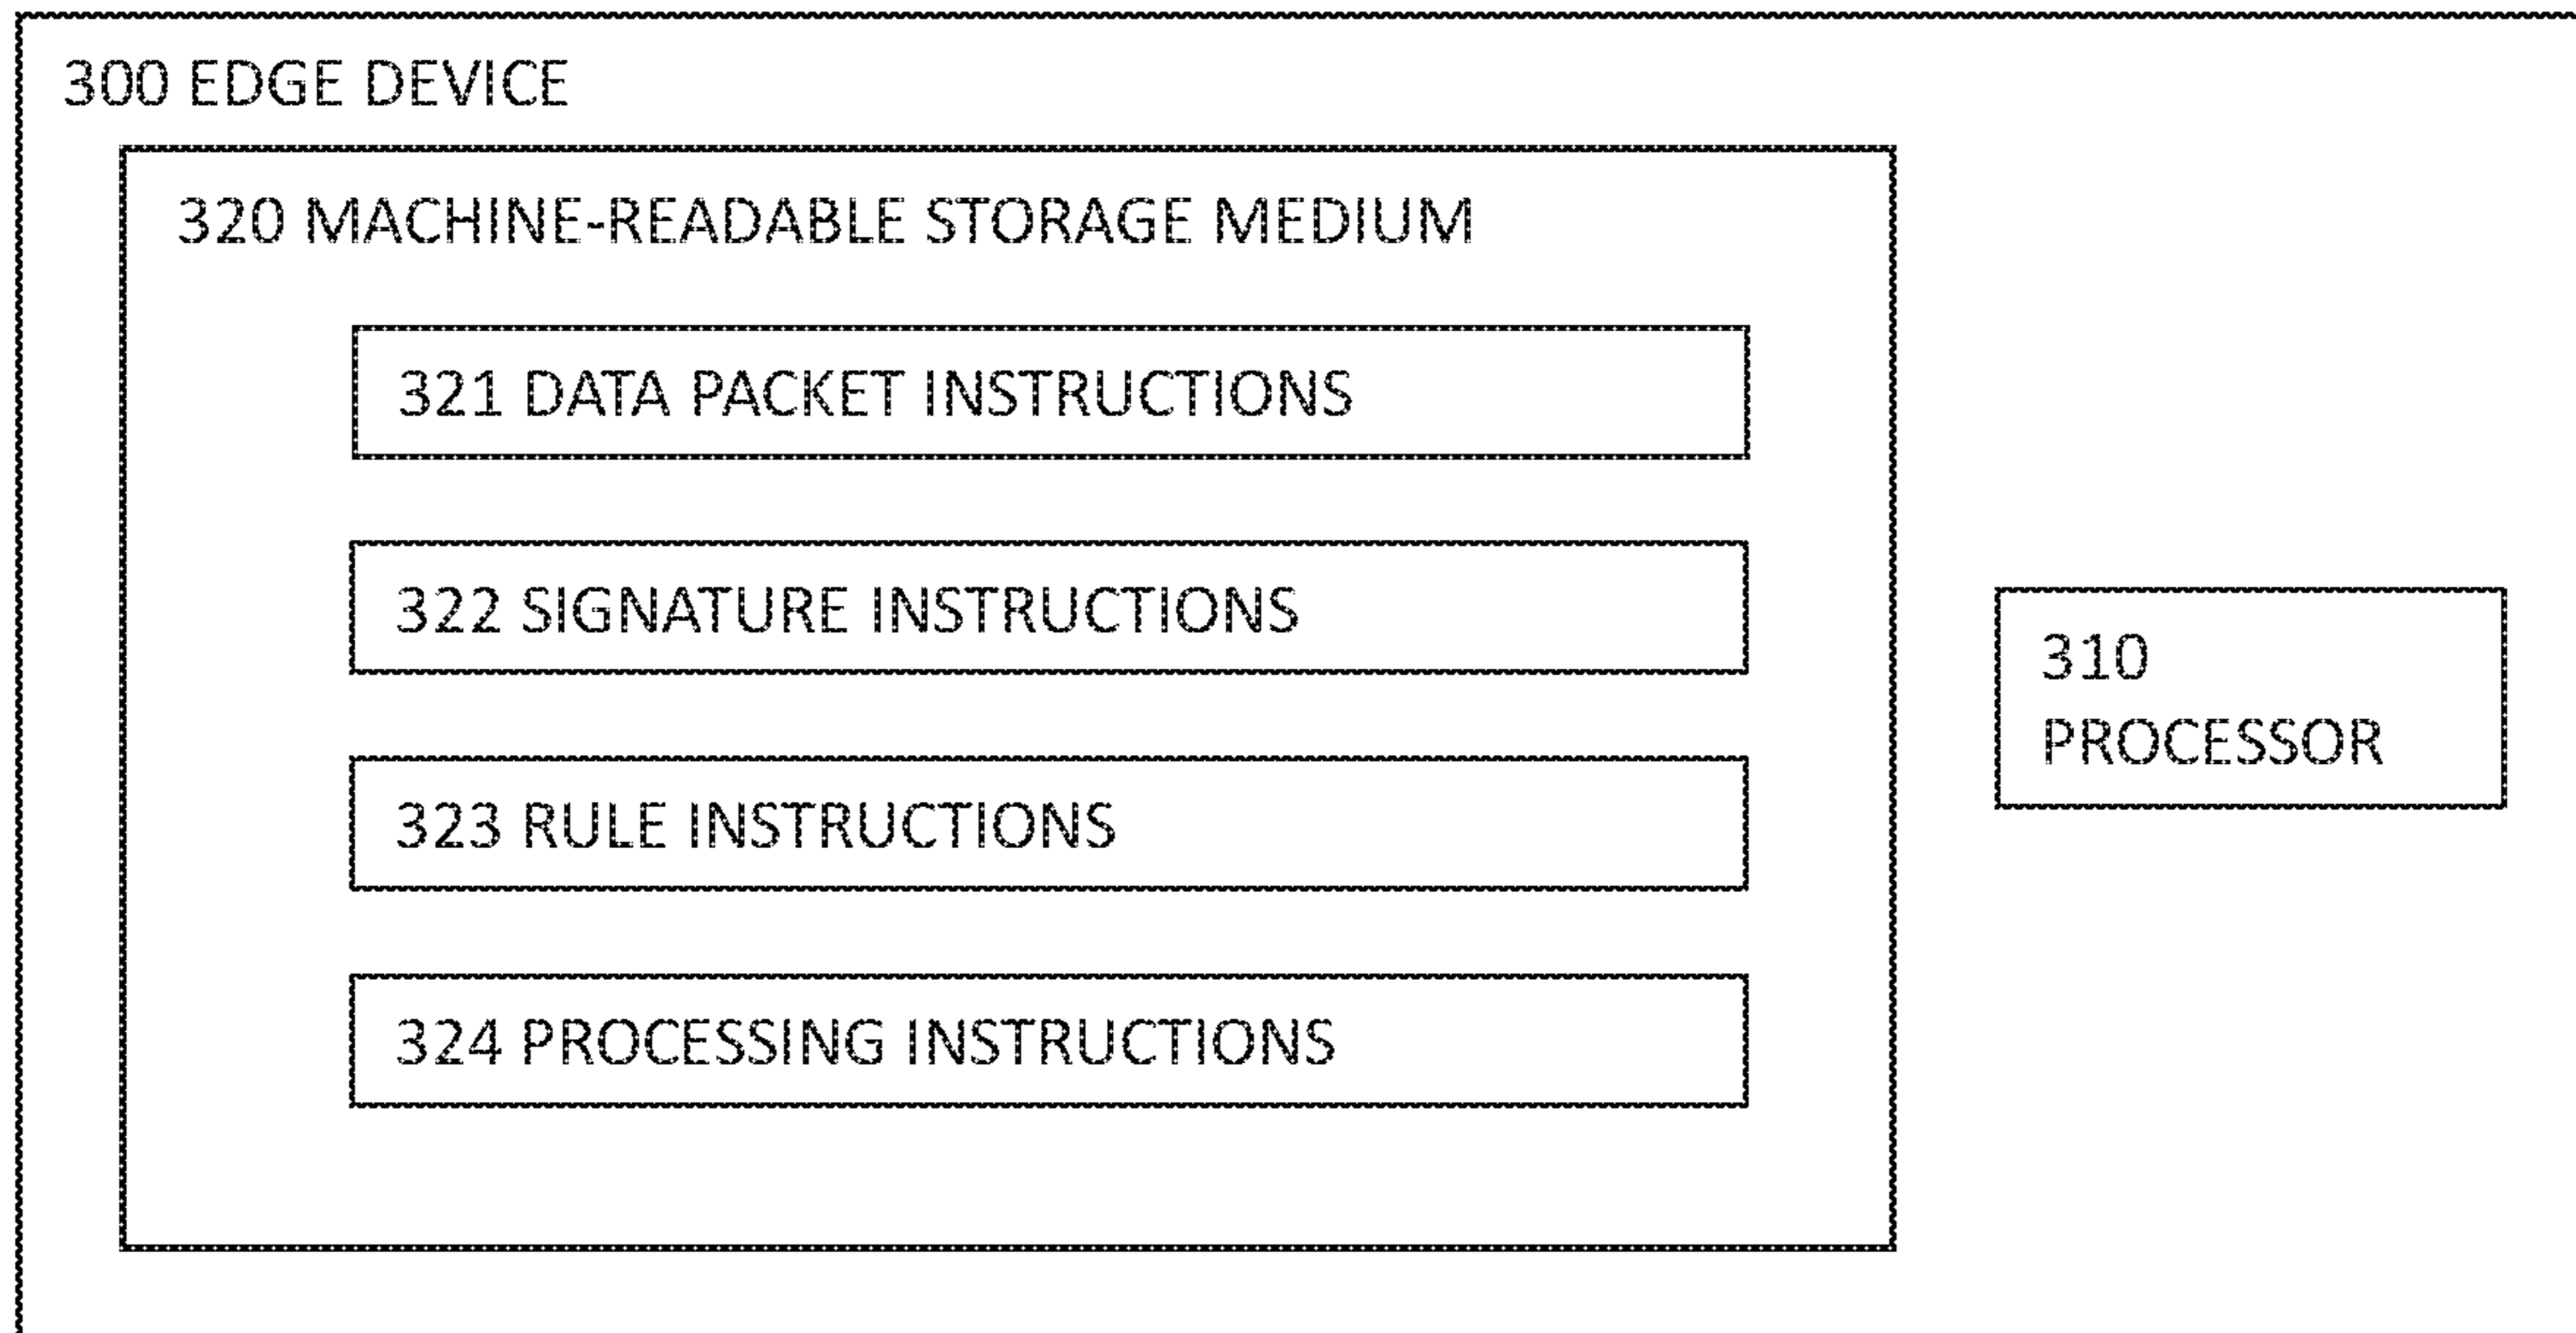 300 EDGE DEVICE
320 MACHINE-READABLE STORAGE MEDIUM
321 DATA PACKET INSTRUCTIONS
322 SIGNATURE INSTRUCTIONS
323 RULE INSTRUCTIONS
324 PROCESSING INSTRUCTIONS
310
PROCESSOR